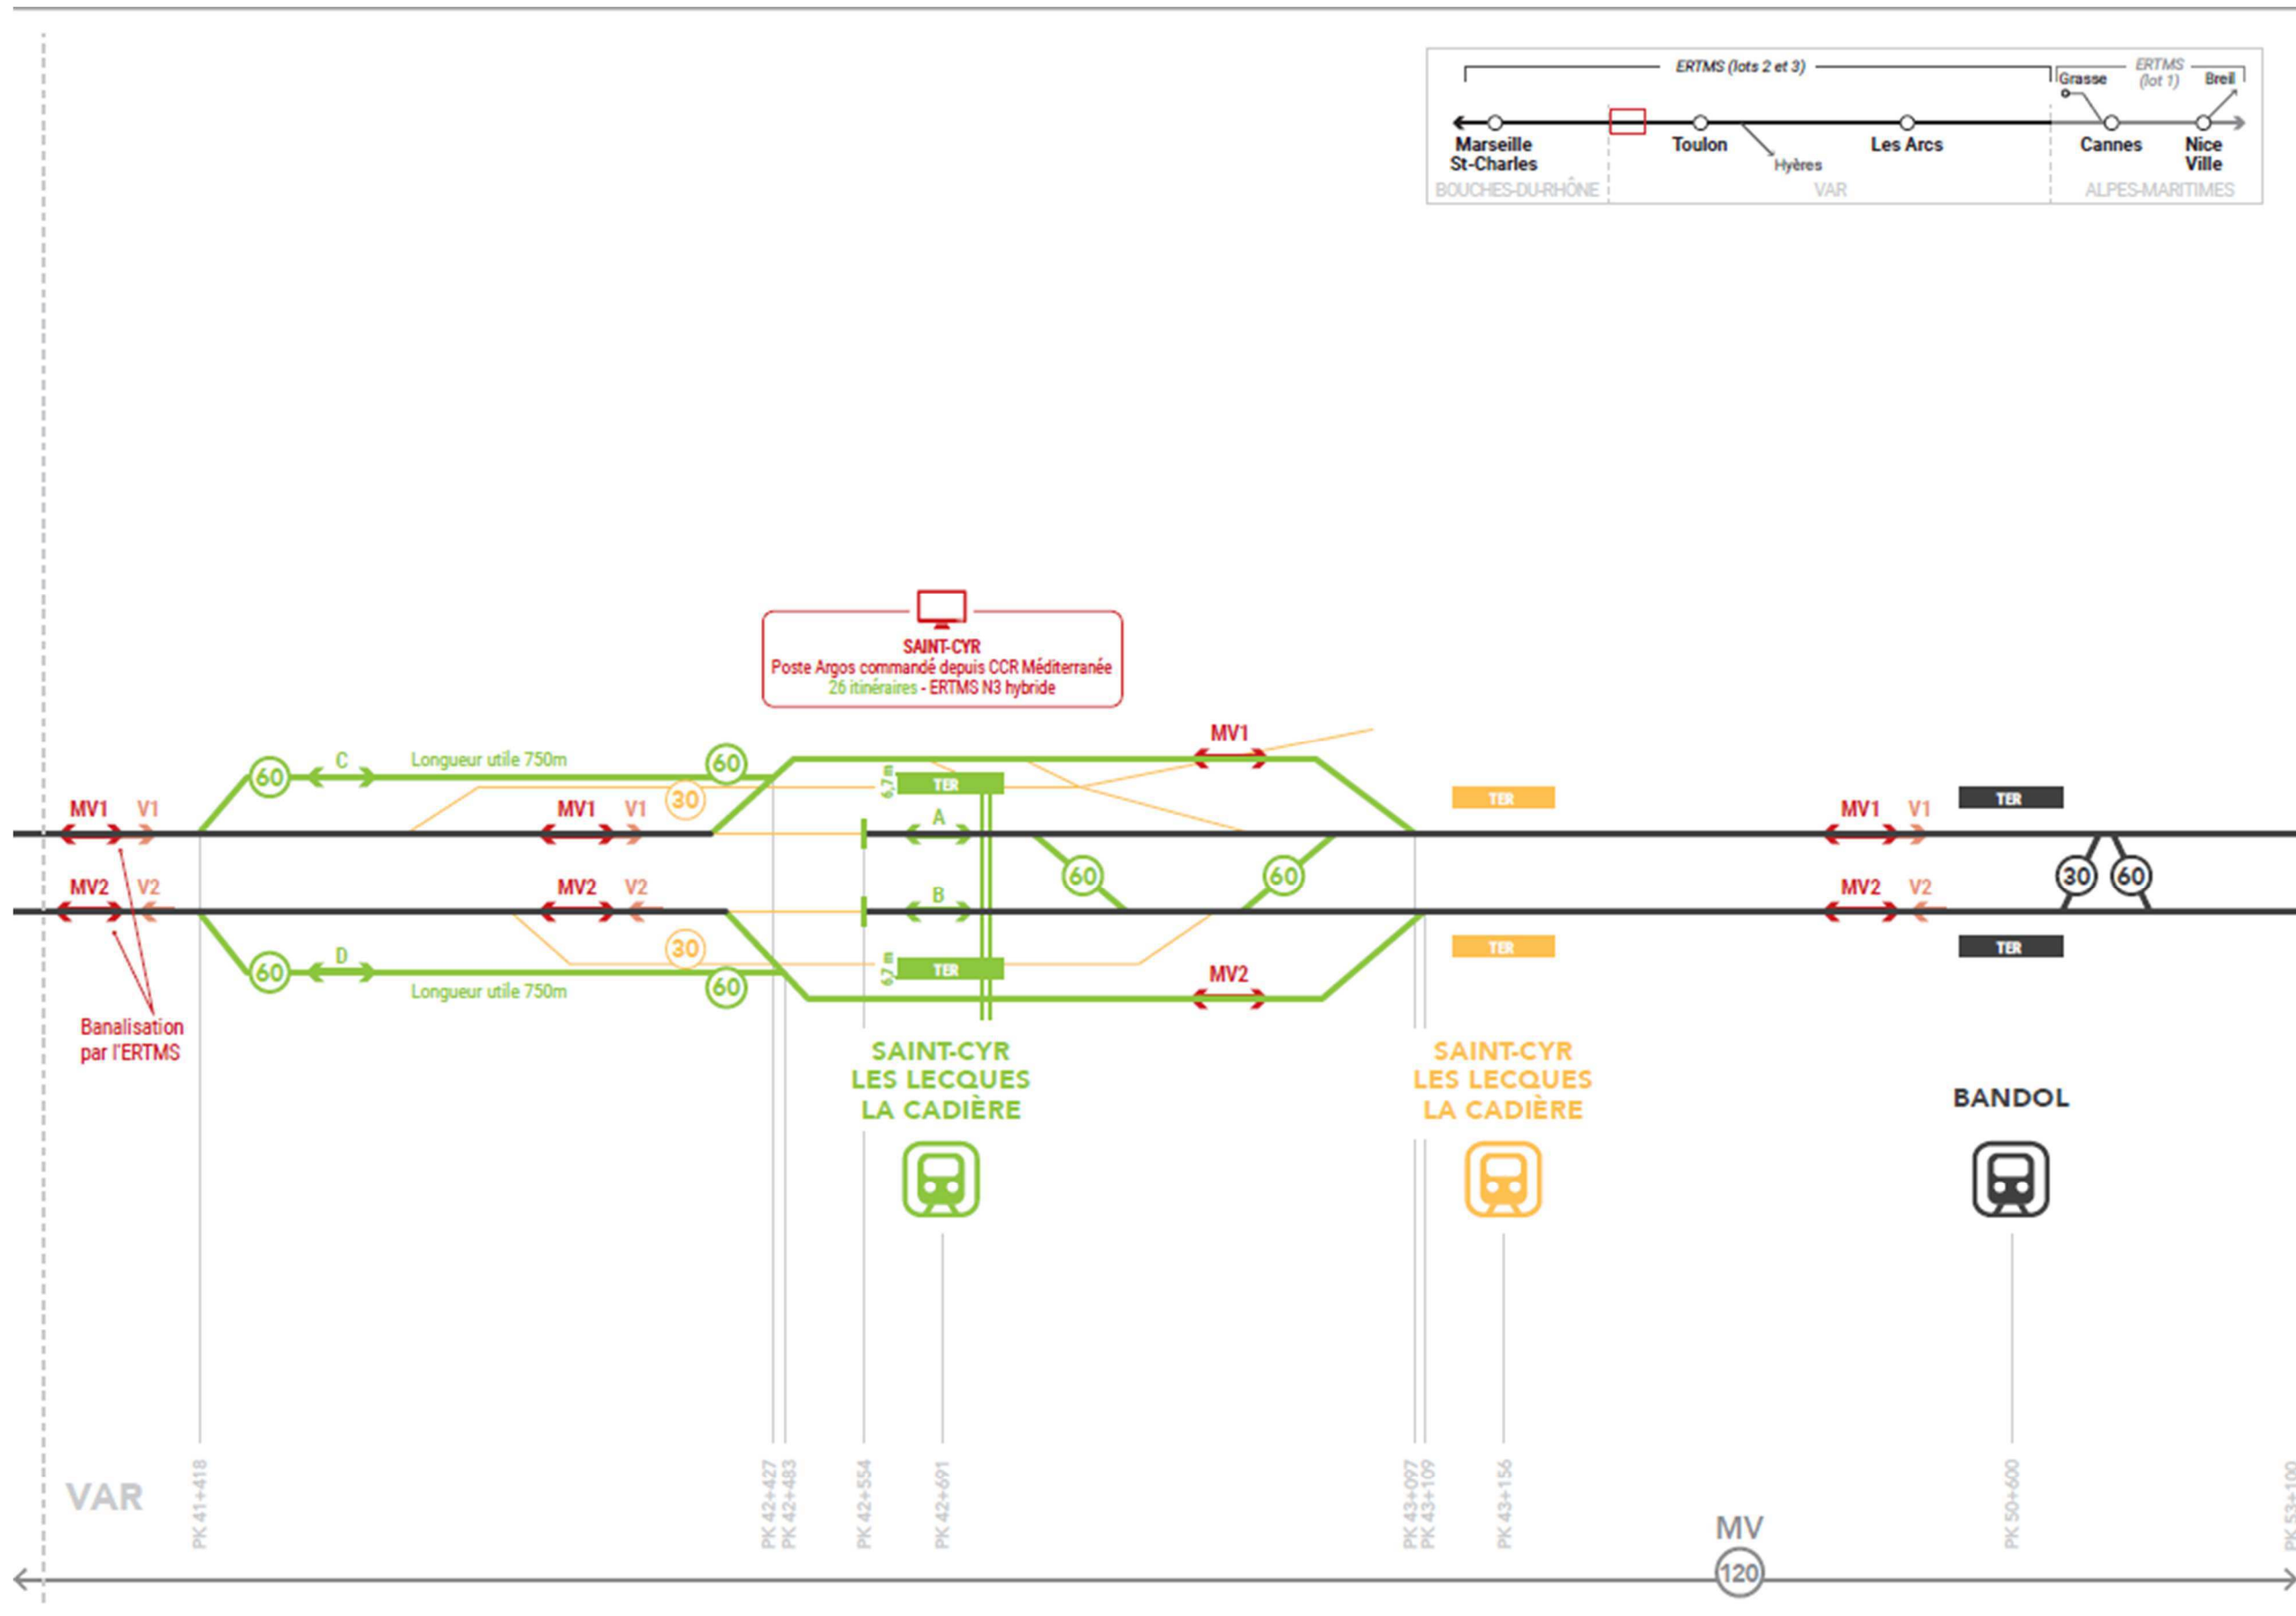 ERTMS (lots 2 et 3)
ERTMS
(lot 1)
Grasse
Breil
Marseille
St-Charles
Toulon
Hyères
Les Arcs
Cannes
Nice
Ville
BOUCHES-DU-RHÔNE
VAR
ALPES-MARITIMES
SAINT-CYR
Poste Argos commandé depuis CCR Méditerranée
26 itinéraires - ERTMS N3 hybride
MV1
60
C
Longueur utile 750m
60
30
6,7 m
TER
TER
TER
MV1 V1
MV1 V1
A
MV1 V1
60
60
30
60
MV2 V2
MV2 V2
B
MV2 V2
30
TER
TER
60
D
Longueur utile 750m
60
6,7 m
TER
MV2
Banalisation
par l'ERTMS
SAINT-CYR
LES LECQUES
LA CADIÈRE
SAINT-CYR
LES LECQUES
LA CADIÈRE
BANDOL
VAR
PK 41+418
PK 42+427
PK 42+483
PK 42+554
PK 42+691
PK 43+097
PK 43+109
PK 43+156
PK 50+600
PK 53+100
MV
120